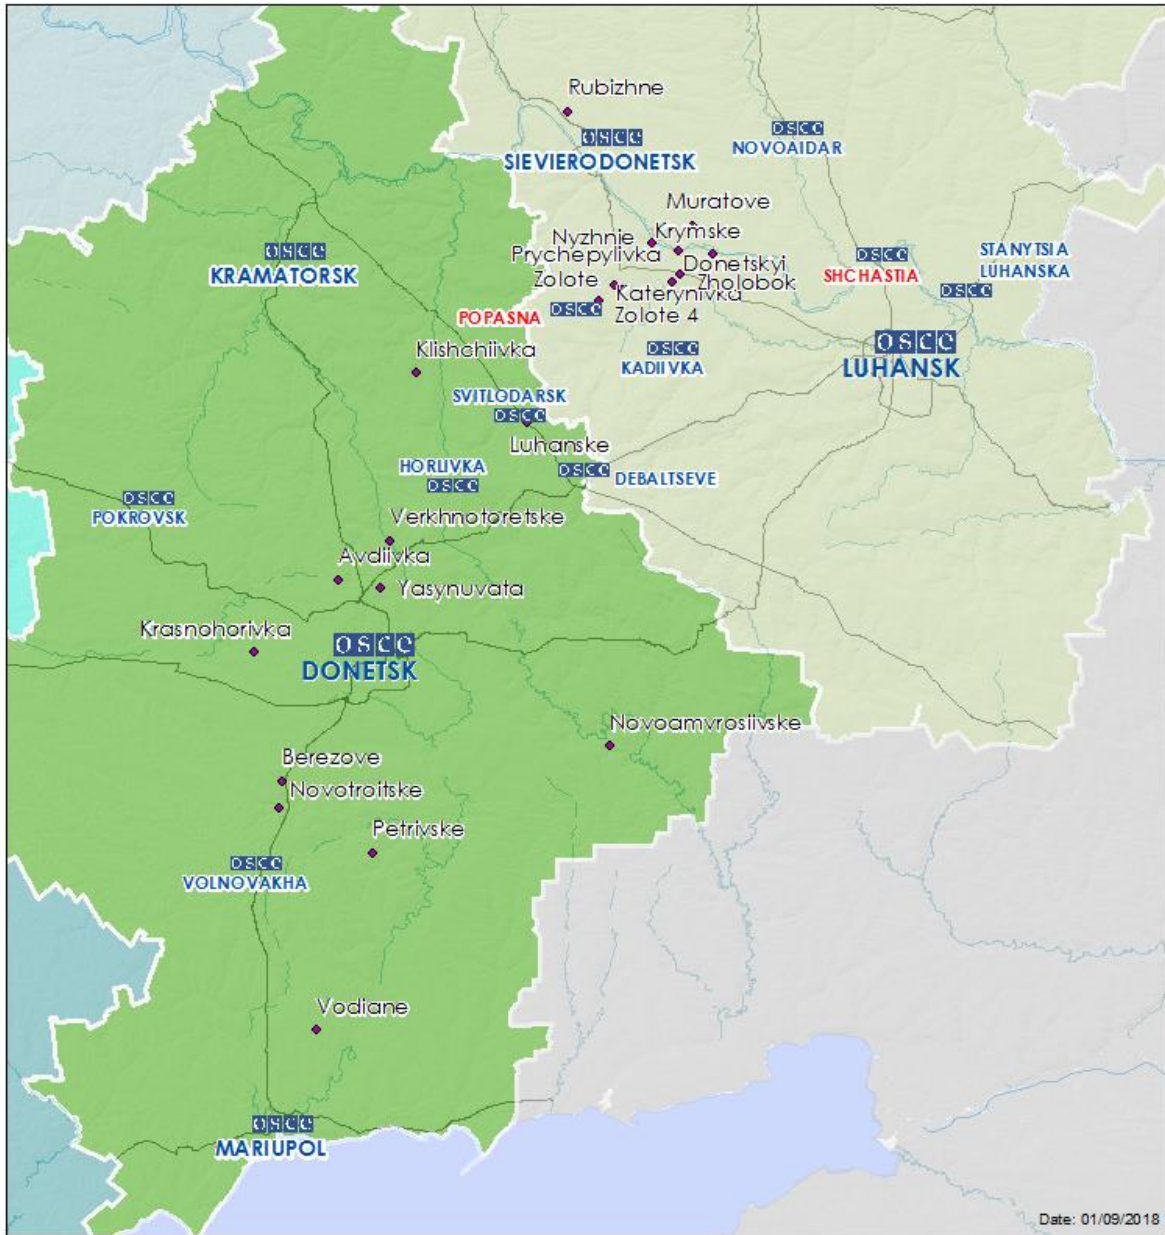 Rubizhne
OSCE
SIEVIERODONETSK
OSCE
NOVOAIDAR
Muratove
Nyzhnie
Krymske
Prychepylivka
Donetskyi
Zolote
Zholobok
Katerynivka
Zolote 4
OSCE
KRAMATORSK
OSCE
SHCHASTIA
STANYTSIA
LUHANSKA
OSCE
POPASNA
OSCE
OSCE
KADIIVKA
OSCE
LUHANSK
Klishchiivka
SVITLODARSK
OSCE
Luhanske
HORLIVKA
OSCE
OSCE
DEBALTSEVE
OSCE
POKROVSK
Verkhnotoretske
Avdiivka
Yasynuvata
Krasnohorivka
OSCE
DONETSK
Novoamvrosiivske
Berezove
Novotroitske
Petrivske
OSCE
VOLNOVAKHA
Vodiane
OSCE
MARIUPOL
Date: 01/09/2018